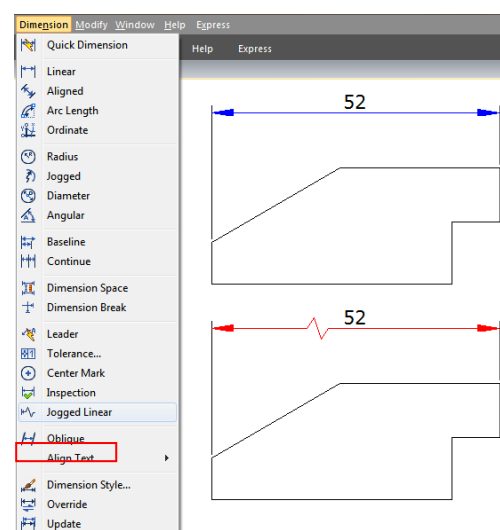 Dimension Modify Window Help Express
Quick Dimension
Help Express
Linear
Aligned
Arc Length
Ordinate
Radius
Jogged
Diameter
Angular
Baseline
Continue
Dimension Space
Dimension Break
Leader
Tolerance...
Center Mark
Inspection
Jogged Linear
Oblique
Align Text
Dimension Style...
Override
Update
52
52